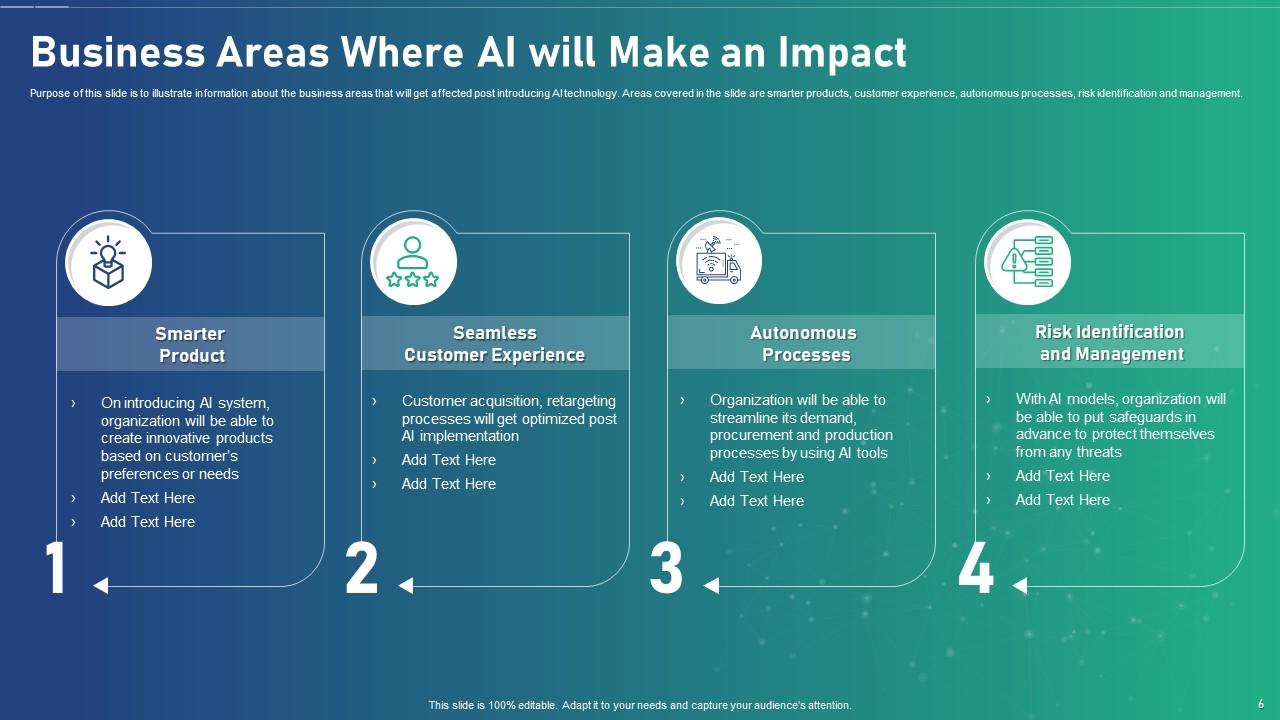 Business Areas Where AI will Make an Impact
Purpose of this slide is to illustrate information about the business areas that will get affected post introducing AI technology. Areas covered in the slide are smarter products, customer experience, autonomous processes, risk identification and management.
Smarter
Product
› On introducing AI system,
organization will be able to
create innovative products
based on customer's
preferences or needs
› Add Text Here
› Add Text Here
1
Seamless
Customer Experience
› Customer acquisition, retargeting
processes will get optimized post
AI implementation
› Add Text Here
› Add Text Here
2
Autonomous
Processes
› Organization will be able to
streamline its demand,
procurement and production
processes by using AI tools
› Add Text Here
› Add Text Here
3
Risk Identification
and Management
› With AI models, organization will
be able to put safeguards in
advance to protect themselves
from any threats
› Add Text Here
› Add Text Here
4
This slide is 100% editable. Adapt it to your needs and capture your audience's attention.
6